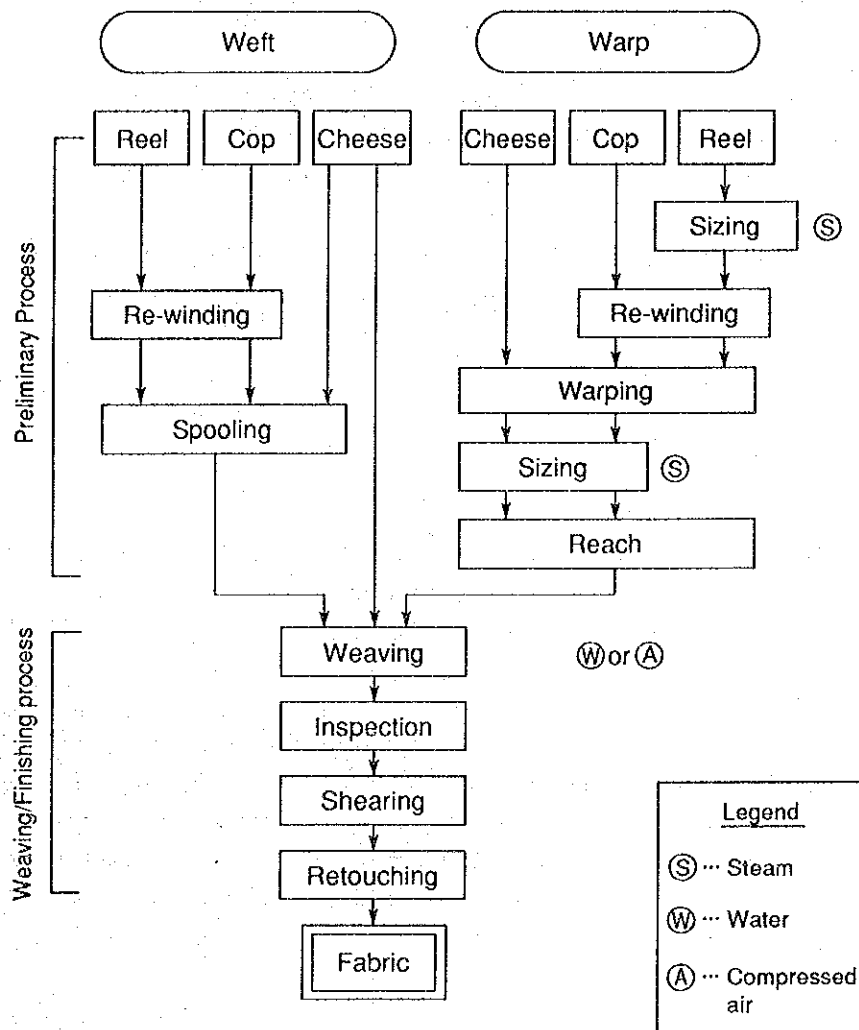 Weft
Warp
Reel
Cop
Cheese
Cheese
Cop
Reel
Sizing
Ⓢ
Preliminary Process
Re-winding
Re-winding
Warping
Spooling
Sizing
Ⓢ
Reach
Weaving/Finishing process
Weaving
Ⓦ or Ⓐ
Inspection
Shearing
Retouching
Fabric
Legend
Ⓢ ··· Steam
Ⓦ ··· Water
Ⓐ ··· Compressed
air